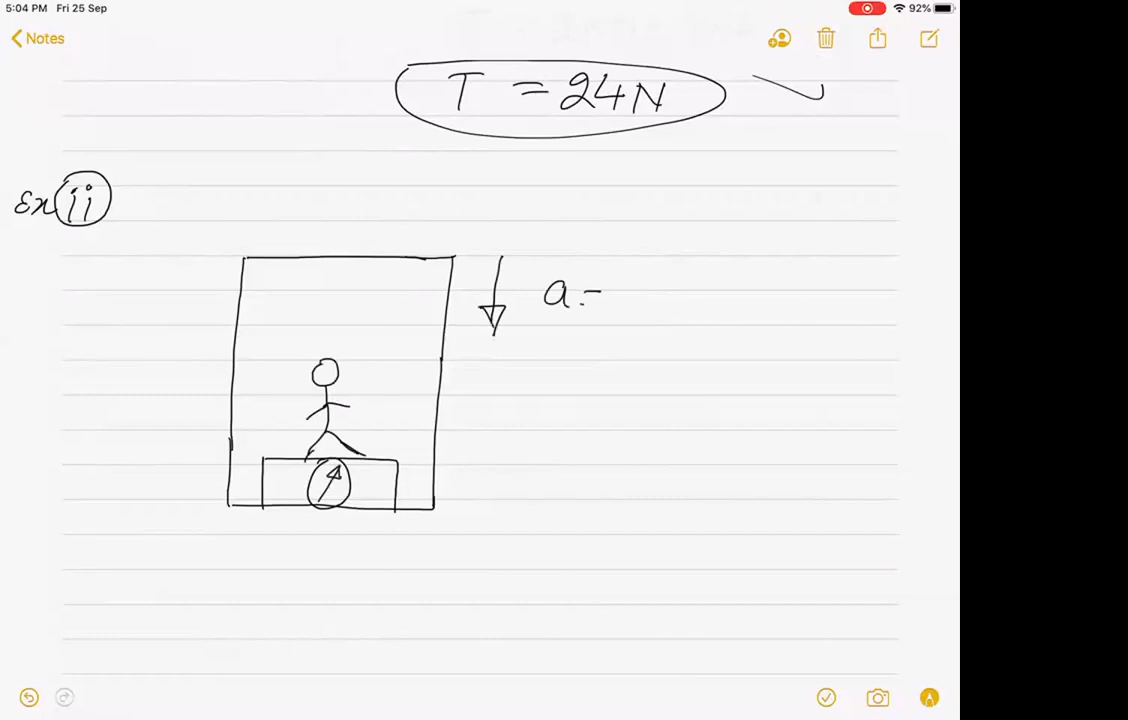 5:04 PM Fri 25 Sep 92%
Notes
T = 24N
Ex ii
a =